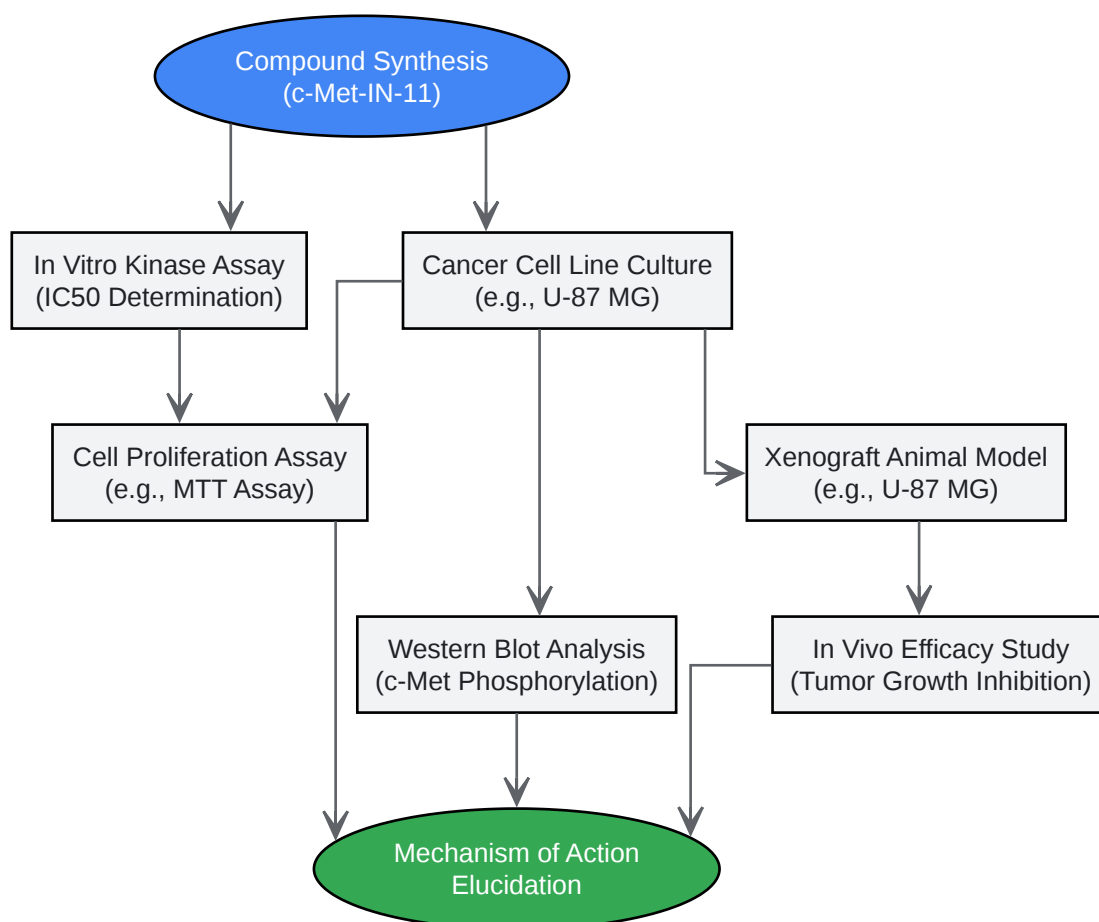 Compound Synthesis
(c-Met-IN-11)
In Vitro Kinase Assay
(IC50 Determination)
Cancer Cell Line Culture
(e.g., U-87 MG)
Cell Proliferation Assay
(e.g., MTT Assay)
Xenograft Animal Model
(e.g., U-87 MG)
Western Blot Analysis
(c-Met Phosphorylation)
In Vivo Efficacy Study
(Tumor Growth Inhibition)
Mechanism of Action
Elucidation